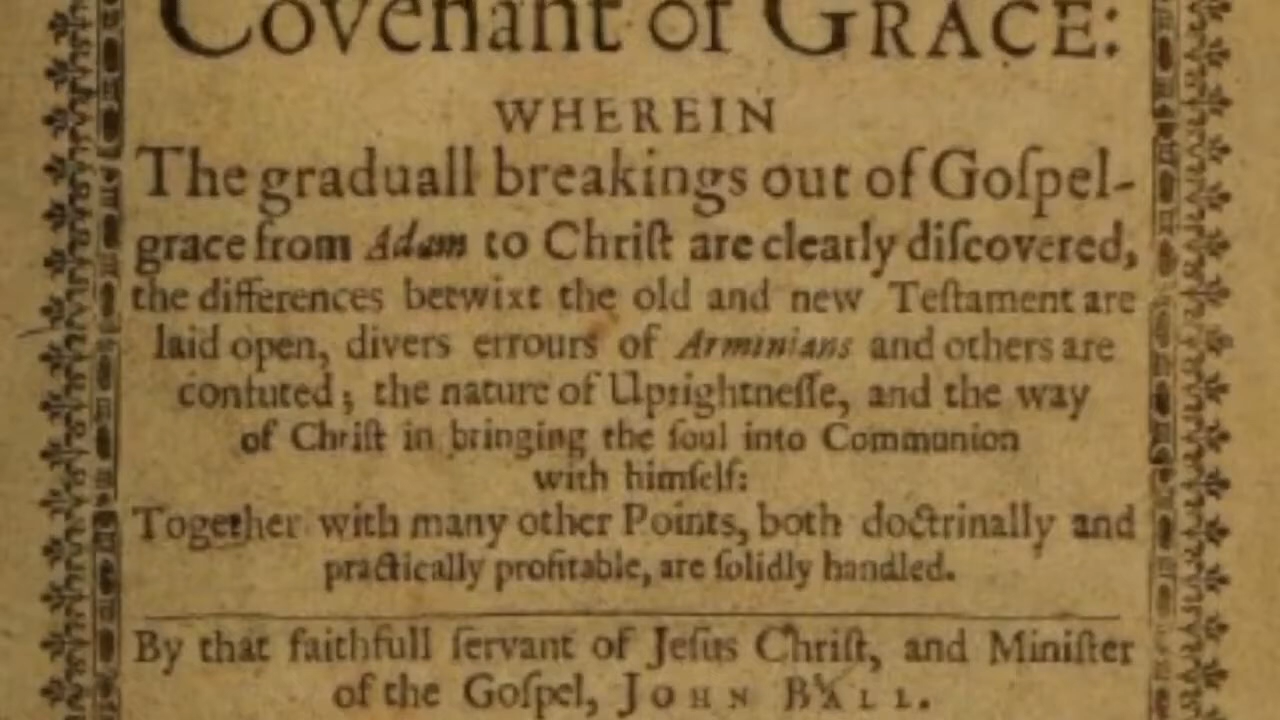 Covenant of GRACE:
WHEREIN
The graduall breakings out of Goſpel-
grace from Adam to Chriſt are clearly diſcovered,
the differences betwixt the old and new Teſtament are
laid open, divers errours of Arminians and others are
confuted; the nature of Uprightneſſe, and the way
of Chriſt in bringing the ſoul into Communion
with himſelf:
Together with many other Points, both doctrinally and
practically profitable, are ſolidly handled.
By that faithfull ſervant of Jeſus Chriſt, and Miniſter
of the Goſpel, JOHN BALL.